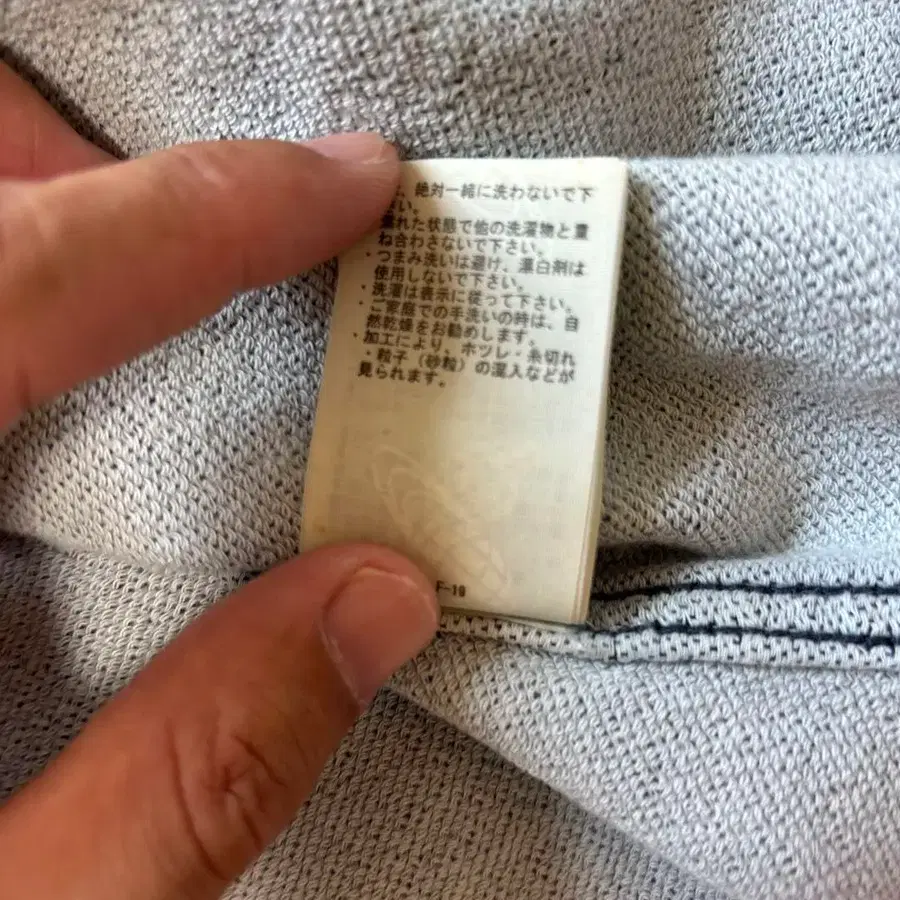 、絶対一緒に洗わないで下
さい。
濡れた状態で他の洗濯物と重
ね合わさないで下さい。
・つまみ洗いは避け、漂白剤は
使用しないで下さい。
・洗濯は表示に従って下さい。
・ご家庭での手洗いの時は、自
然乾燥をお勧めします。
・加工により、ホツレ・糸切れ
・粒子（砂粒）の混入などが
見られます。
F-19